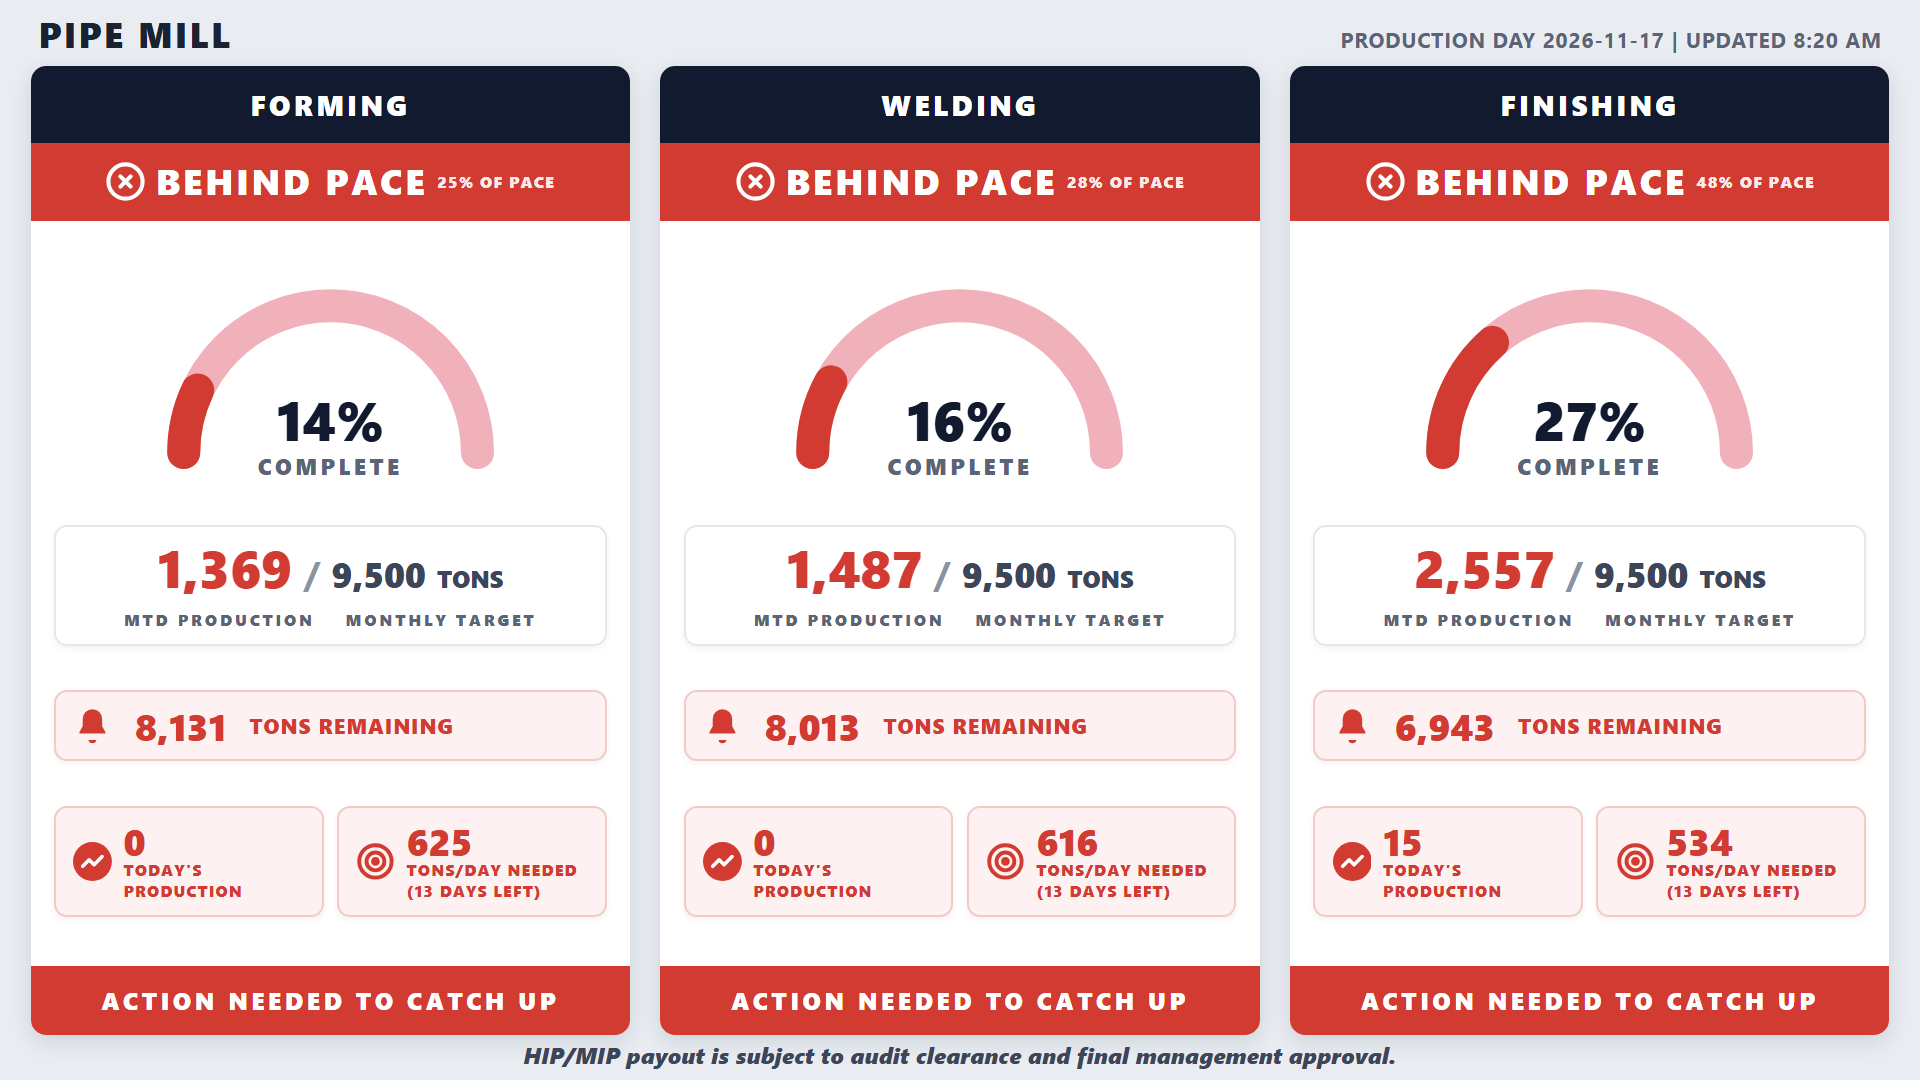 PIPE MILL
PRODUCTION DAY 2026-11-17 | UPDATED 8:20 AM
FORMING
BEHIND PACE 25% OF PACE
14%
COMPLETE
1,369 / 9,500 TONS
MTD PRODUCTION MONTHLY TARGET
8,131 TONS REMAINING
0
TODAY'S
PRODUCTION
625
TONS/DAY NEEDED
(13 DAYS LEFT)
ACTION NEEDED TO CATCH UP
WELDING
BEHIND PACE 28% OF PACE
16%
COMPLETE
1,487 / 9,500 TONS
MTD PRODUCTION MONTHLY TARGET
8,013 TONS REMAINING
0
TODAY'S
PRODUCTION
616
TONS/DAY NEEDED
(13 DAYS LEFT)
ACTION NEEDED TO CATCH UP
FINISHING
BEHIND PACE 48% OF PACE
27%
COMPLETE
2,557 / 9,500 TONS
MTD PRODUCTION MONTHLY TARGET
6,943 TONS REMAINING
15
TODAY'S
PRODUCTION
534
TONS/DAY NEEDED
(13 DAYS LEFT)
ACTION NEEDED TO CATCH UP
HIP/MIP payout is subject to audit clearance and final management approval.